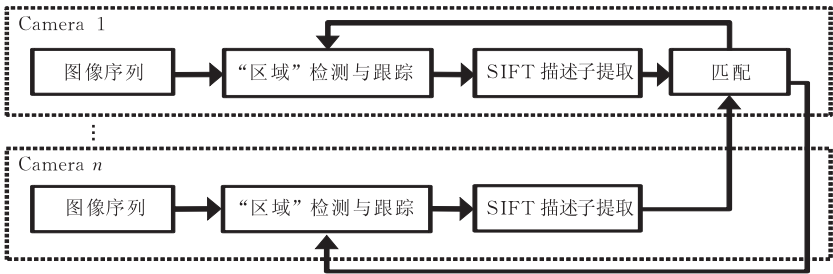 Camera 1
图像序列
“区域”检测与跟踪
SIFT 描述子提取
匹配
⋮
Camera n
图像序列
“区域”检测与跟踪
SIFT 描述子提取